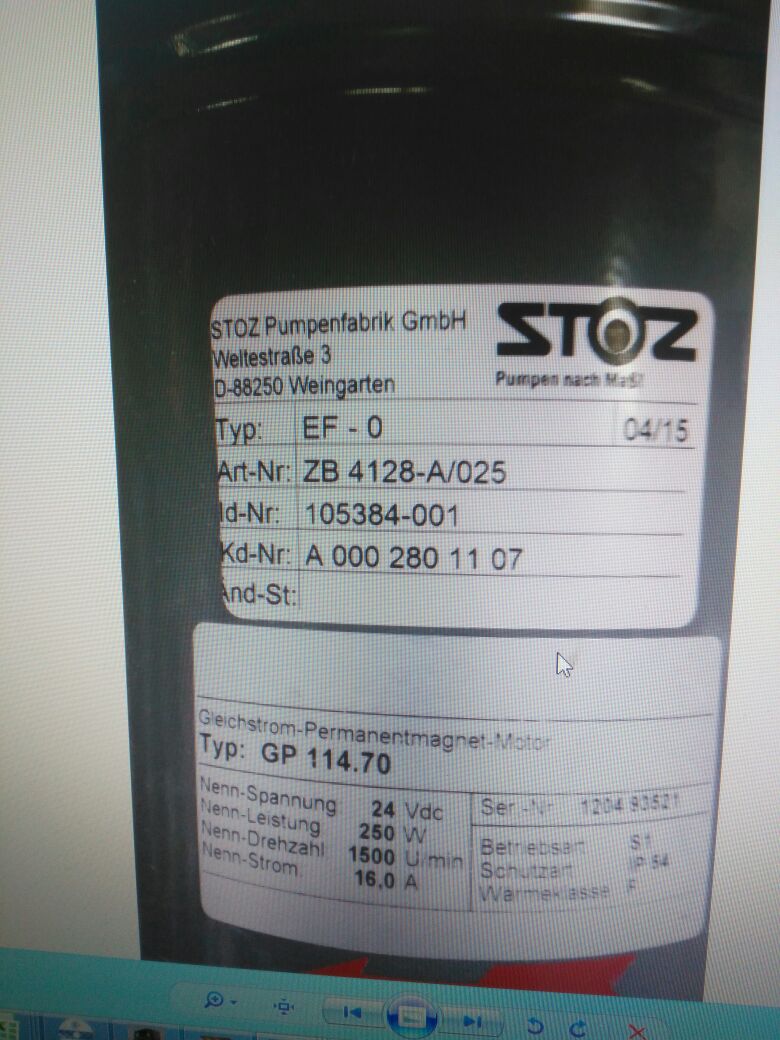 STOZ Pumpenfabrik GmbH
Weltestraße 3
D-88250 Weingarten
STOZ
Pumpen nach Maß!
Typ: EF - 0 04/15
Art-Nr: ZB 4128-A/025
Id-Nr: 105384-001
Kd-Nr: A 000 280 11 07
Änd-St:
Gleichstrom-Permanentmagnet-Motor
Typ: GP 114.70
Nenn-Spannung 24 Vdc
Nenn-Leistung 250 W
Nenn-Drehzahl 1500 U/min
Nenn-Strom 16,0 A
Ser.-Nr 1204
Betriebsart S1
Schutzart IP 54
Wärmeklasse F